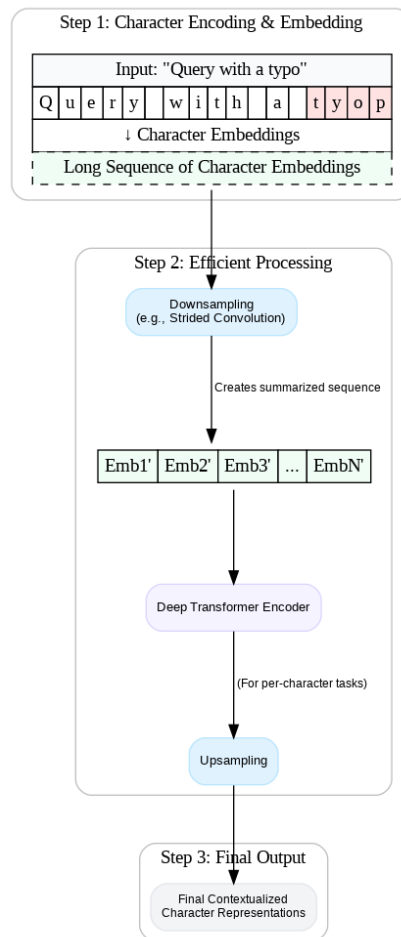 Step 1: Character Encoding & Embedding
Input: "Query with a typo"
Q u e r y w i t h a t y o p
↓ Character Embeddings
Long Sequence of Character Embeddings
Step 2: Efficient Processing
Downsampling
(e.g., Strided Convolution)
Creates summarized sequence
Emb1' Emb2' Emb3' ... EmbN'
Deep Transformer Encoder
(For per-character tasks)
Upsampling
Step 3: Final Output
Final Contextualized
Character Representations